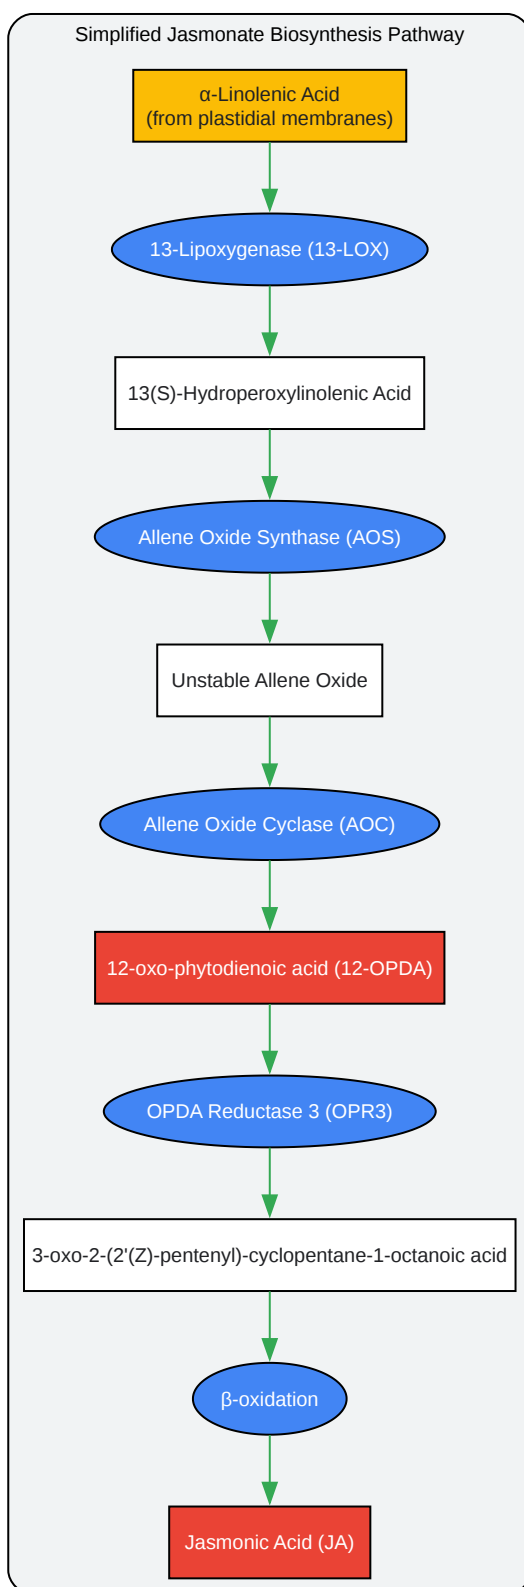 Simplified Jasmonate Biosynthesis Pathway
α-Linolenic Acid
(from plastidial membranes)
13-Lipoxygenase (13-LOX)
13(S)-Hydroperoxylinolenic Acid
Allene Oxide Synthase (AOS)
Unstable Allene Oxide
Allene Oxide Cyclase (AOC)
12-oxo-phytodienoic acid (12-OPDA)
OPDA Reductase 3 (OPR3)
3-oxo-2-(2'(Z)-pentenyl)-cyclopentane-1-octanoic acid
β-oxidation
Jasmonic Acid (JA)